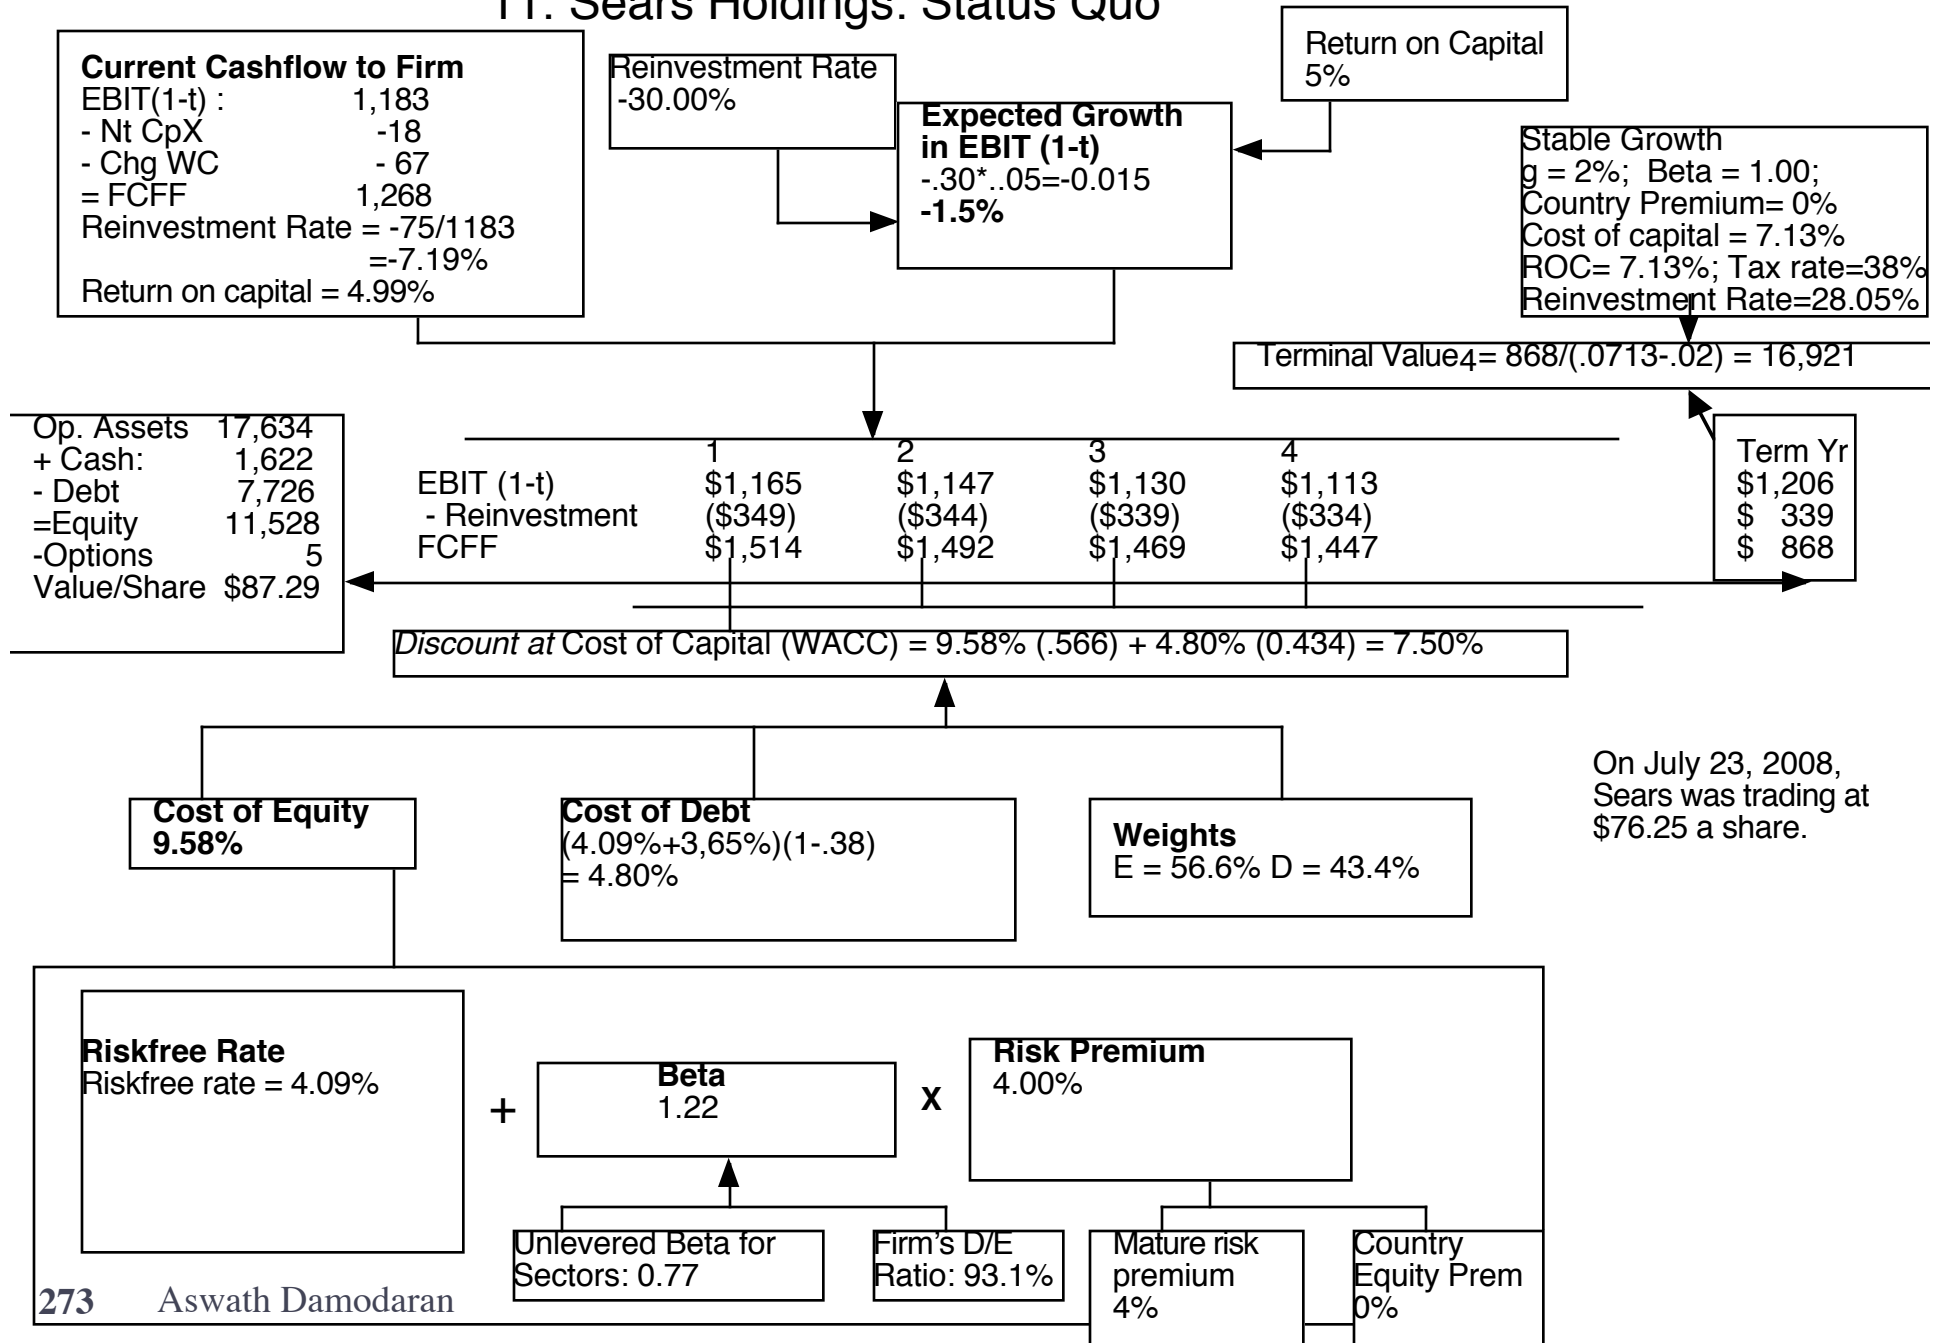 11. Sears Holdings: Status Quo
Current Cashflow to Firm
EBIT(1-t) : 1,183
- Nt CpX -18
- Chg WC - 67
= FCFF 1,268
Reinvestment Rate = -75/1183
=-7.19%
Return on capital = 4.99%
Reinvestment Rate
-30.00%
Expected Growth
in EBIT (1-t)
-.30*..05=-0.015
-1.5%
Return on Capital
5%
Stable Growth
g = 2%; Beta = 1.00;
Country Premium= 0%
Cost of capital = 7.13%
ROC= 7.13%; Tax rate=38%
Reinvestment Rate=28.05%
Terminal Value4= 868/(.0713-.02) = 16,921
Op. Assets 17,634
+ Cash: 1,622
- Debt 7,726
=Equity 11,528
-Options 5
Value/Share $87.29
1 2 3 4
EBIT (1-t) $1,165 $1,147 $1,130 $1,113
- Reinvestment ($349) ($344) ($339) ($334)
FCFF $1,514 $1,492 $1,469 $1,447
Term Yr
$1,206
$ 339
$ 868
Discount at Cost of Capital (WACC) = 9.58% (.566) + 4.80% (0.434) = 7.50%
On July 23, 2008,
Sears was trading at
$76.25 a share.
Cost of Equity
9.58%
Cost of Debt
(4.09%+3,65%)(1-.38)
= 4.80%
Weights
E = 56.6% D = 43.4%
Riskfree Rate
Riskfree rate = 4.09%
+
Beta
1.22
X
Risk Premium
4.00%
Unlevered Beta for
Sectors: 0.77
Firm's D/E
Ratio: 93.1%
Mature risk
premium
4%
Country
Equity Prem
0%
273 Aswath Damodaran